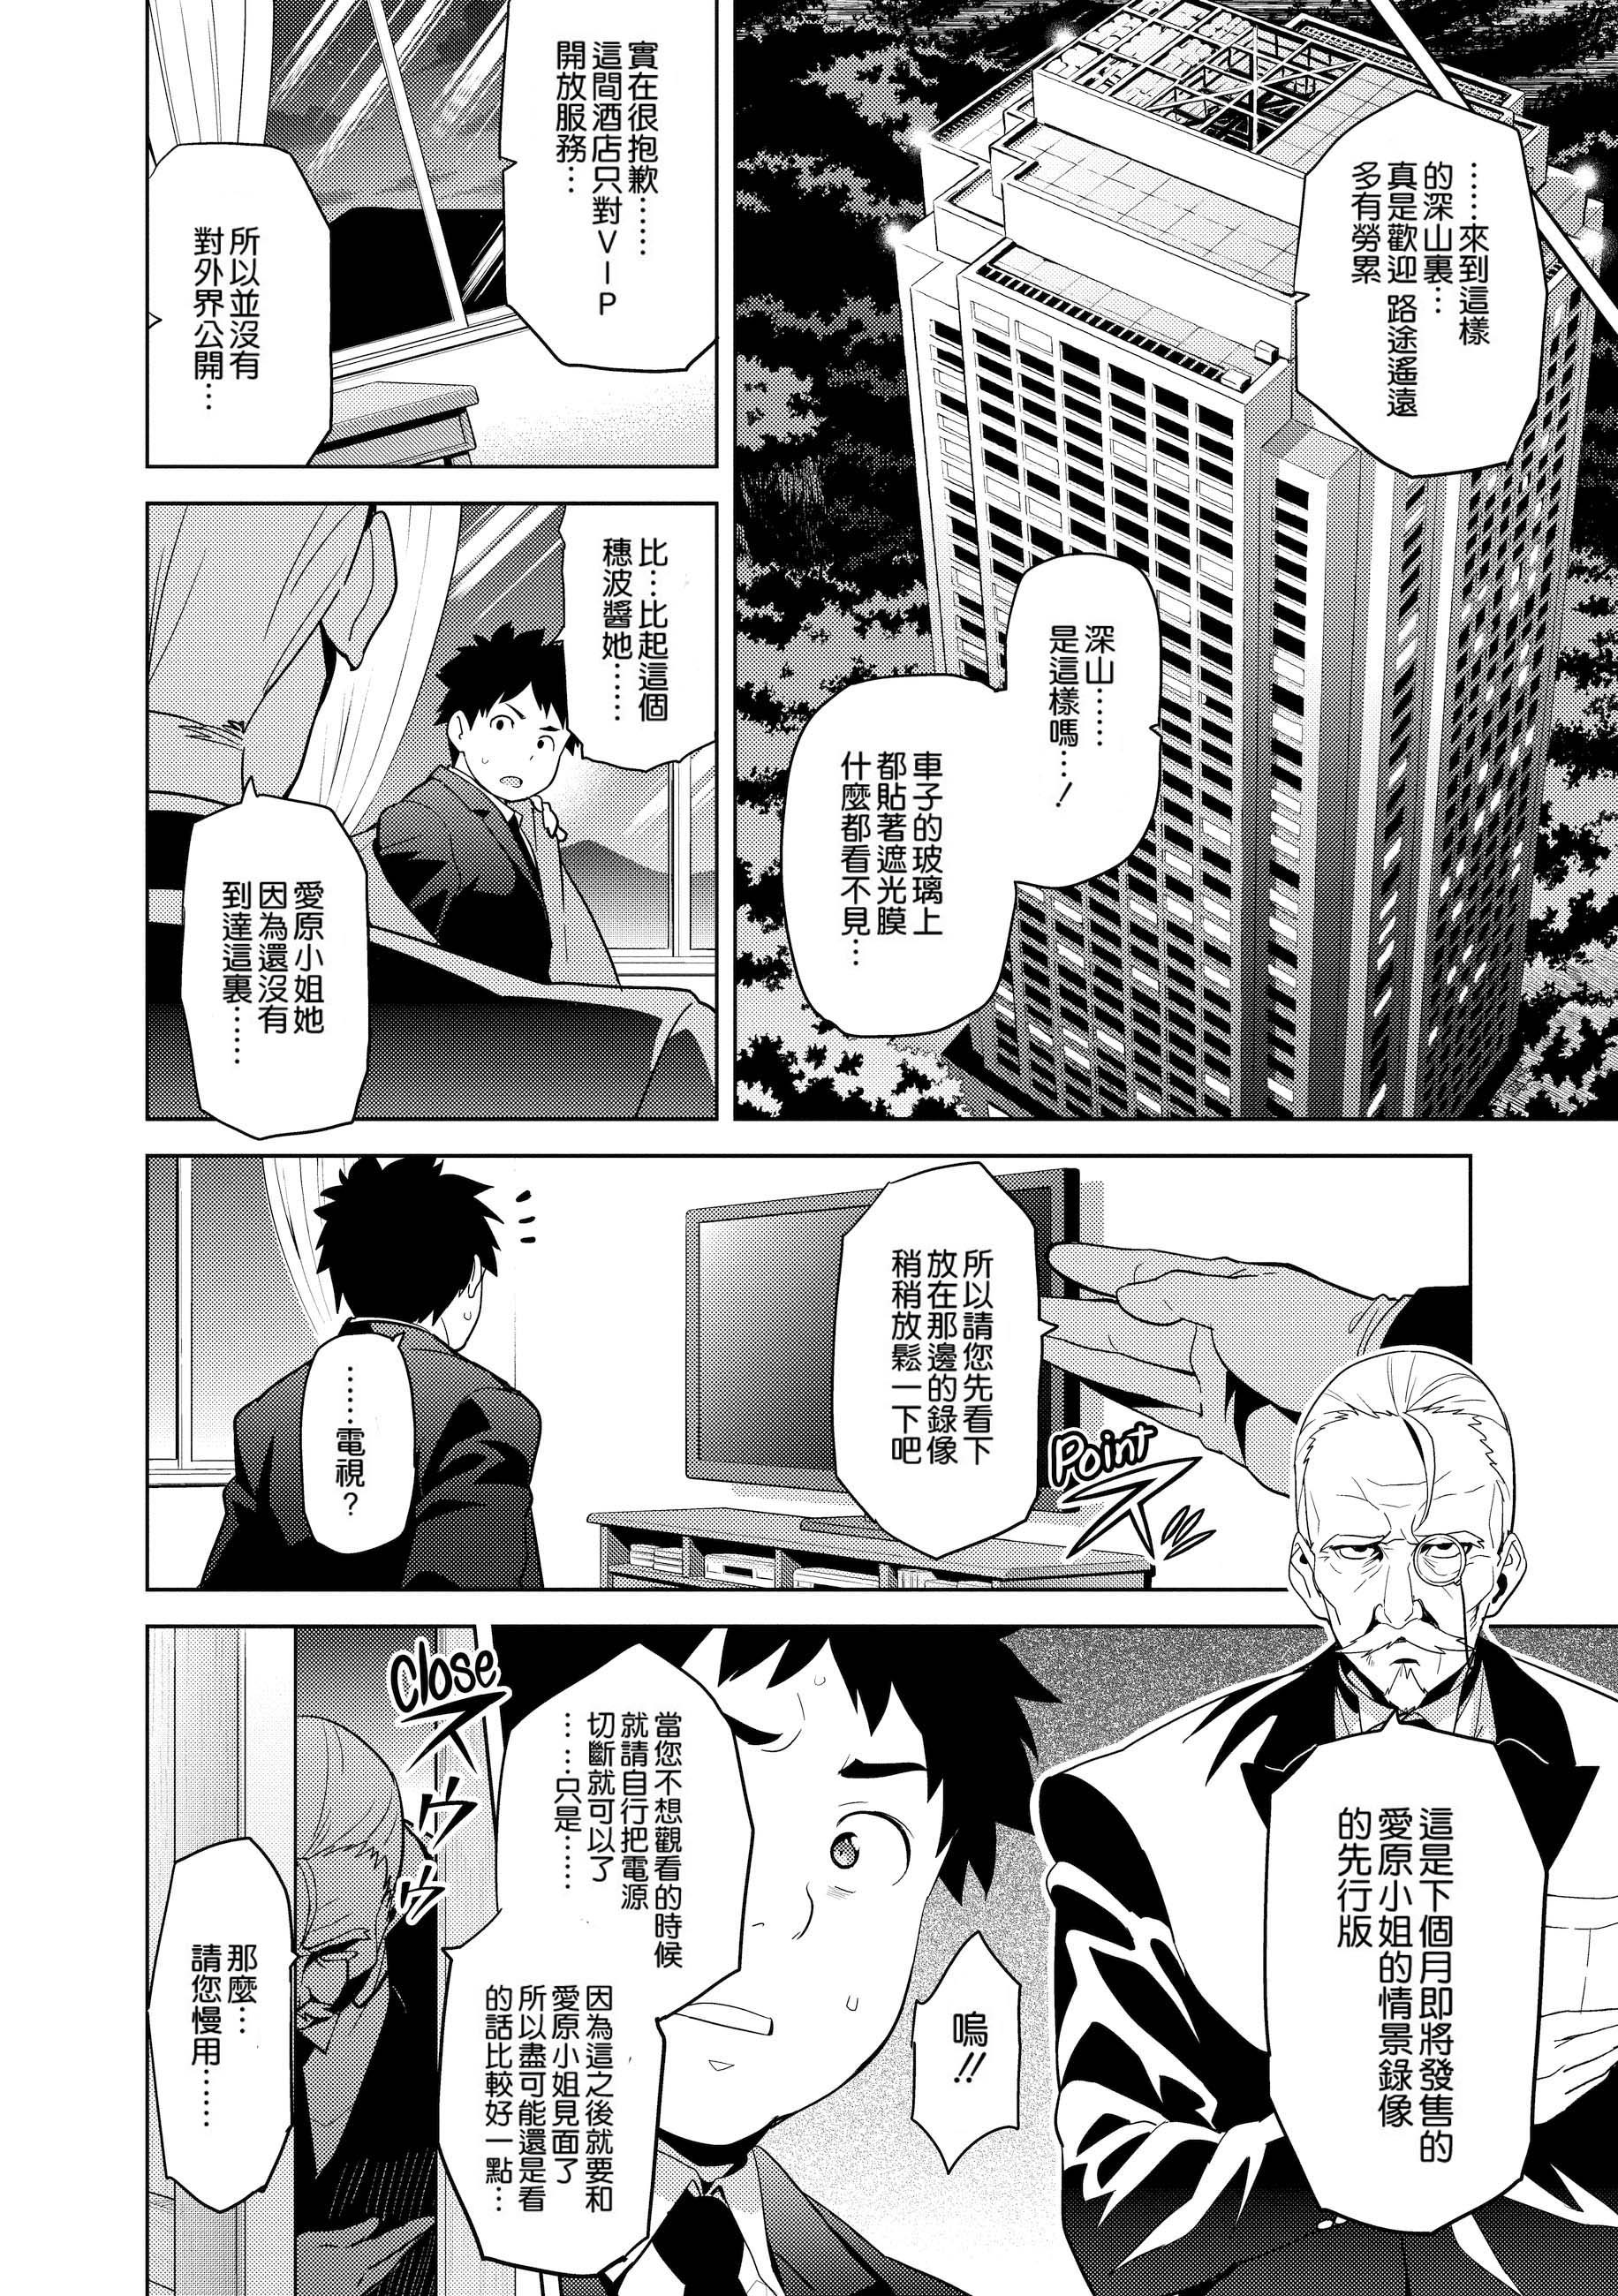 ……來到這樣
的深山裏…
真是歡迎 路途遙遠
多有勞累
深山……
是這樣嗎…!
車子的玻璃上
都貼著遮光膜
什麼都看不見…
實在很抱歉……
這間酒店只對VIP
開放服務…
所以並沒有
對外界公開…
比…比起這個
穗波醬她……
愛原小姐她
因為還沒有
到達這裏……
所以請您先看下
放在那邊的錄像
稍稍放鬆一下吧
Point
ス
……電視?
這是下個月即將發售的
愛原小姐的情景錄像
的先行版
嗚!!
當您不想觀看的時候
就請自行把電源
切斷就可以了
……只是……
因為這之後就要和
愛原小姐見面了
所以盡可能還是看
的話比較好一點…
Close
スゥゥ
那麼…
請您慢用……